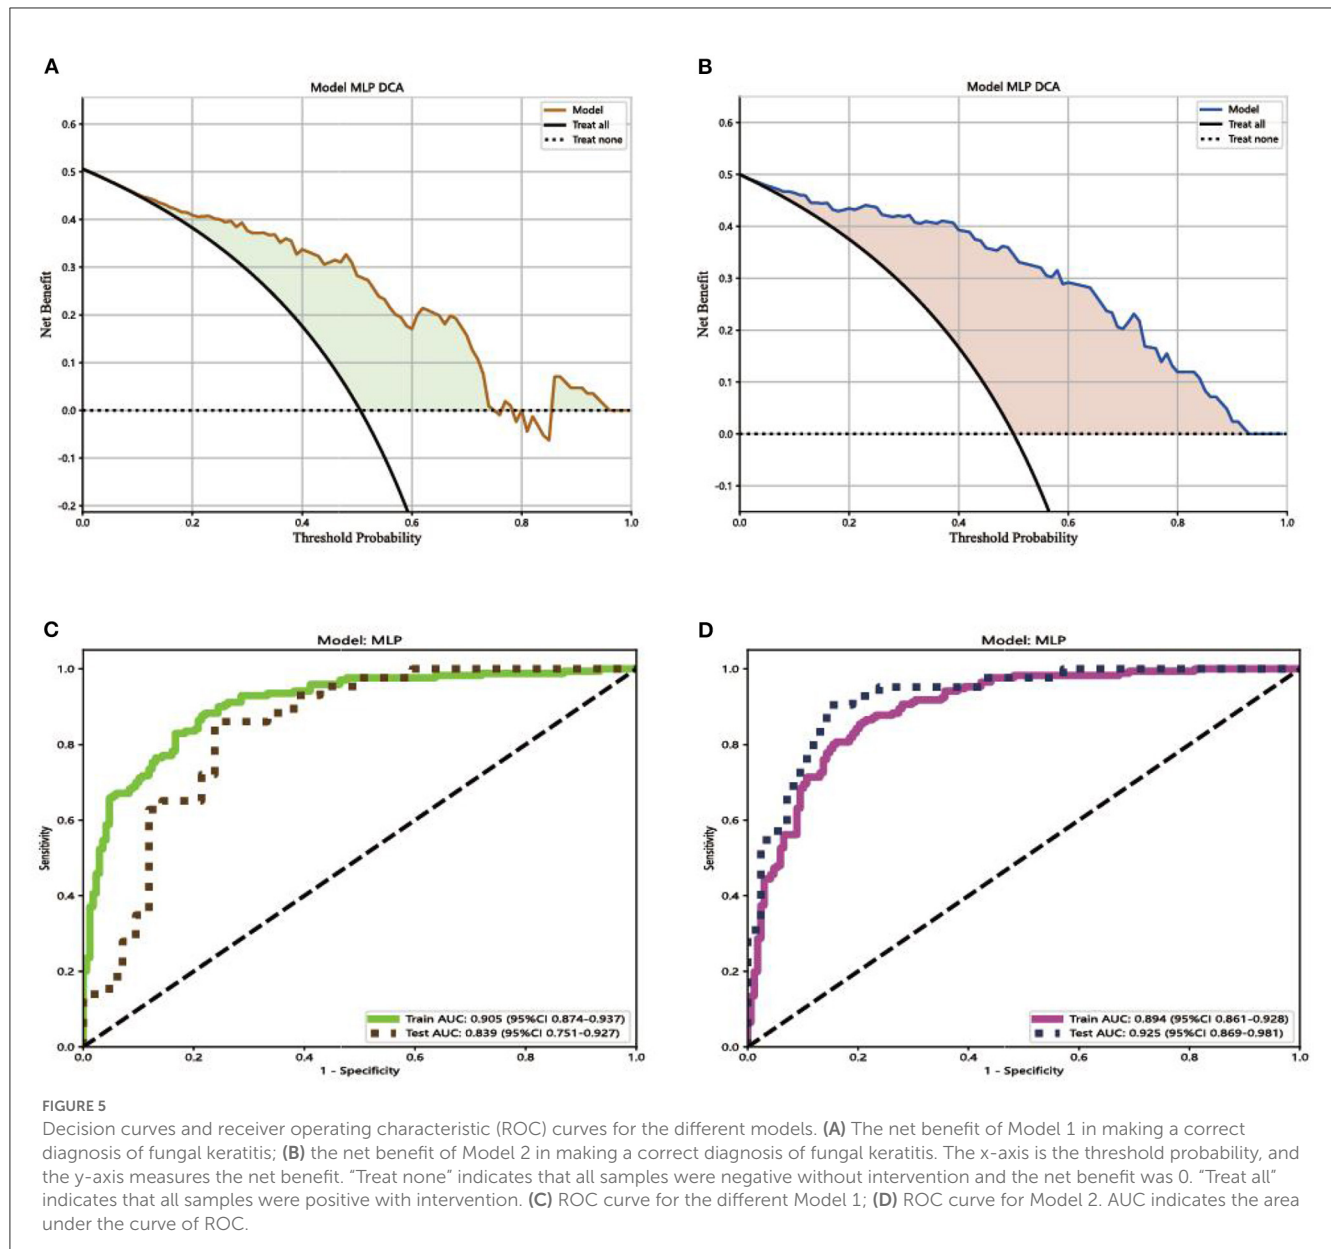 A
Model MLP DCA
Model
Treat all
Treat none
0.6
0.5
0.4
0.3
0.2
0.1
0.0
-0.1
-0.2
Net Benefit
0.0 0.2 0.4 0.6 0.8 1.0
Threshold Probability
B
Model MLP DCA
Model
Treat all
Treat none
0.6
0.5
0.4
0.3
0.2
0.1
0.0
-0.1
Net Benefit
0.0 0.2 0.4 0.6 0.8 1.0
Threshold Probability
C
Model: MLP
1.0
0.8
0.6
0.4
0.2
0.0
Sensitivity
Train AUC: 0.905 (95%CI 0.874-0.937)
Test AUC: 0.839 (95%CI 0.751-0.927)
0.0 0.2 0.4 0.6 0.8 1.0
1 - Specificity
D
Model: MLP
1.0
0.8
0.6
0.4
0.2
0.0
Sensitivity
Train AUC: 0.894 (95%CI 0.861-0.928)
Test AUC: 0.925 (95%CI 0.869-0.981)
0.0 0.2 0.4 0.6 0.8 1.0
1 - Specificity
FIGURE 5
Decision curves and receiver operating characteristic (ROC) curves for the different models. (A) The net benefit of Model 1 in making a correct
diagnosis of fungal keratitis; (B) the net benefit of Model 2 in making a correct diagnosis of fungal keratitis. The x-axis is the threshold probability, and
the y-axis measures the net benefit. "Treat none" indicates that all samples were negative without intervention and the net benefit was 0. "Treat all"
indicates that all samples were positive with intervention. (C) ROC curve for the different Model 1; (D) ROC curve for Model 2. AUC indicates the area
under the curve of ROC.